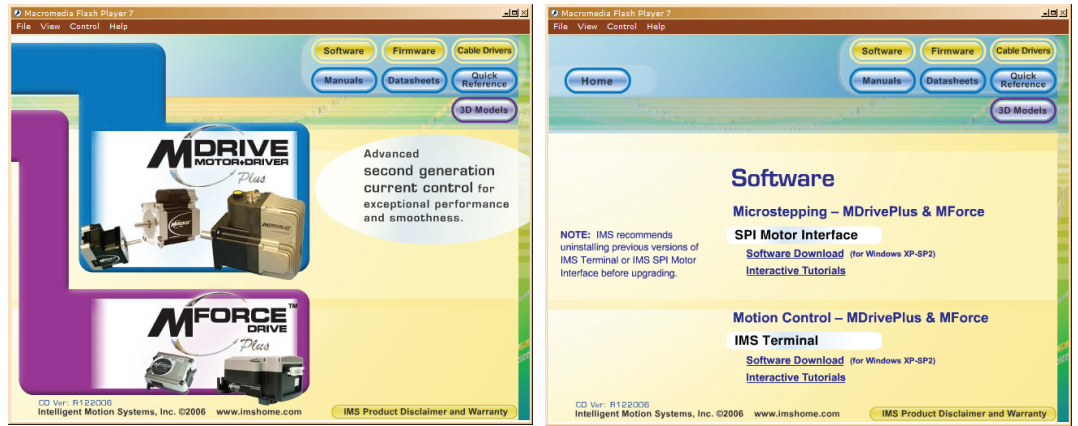 Macromedia Flash Player 7
File View Control Help
Software Firmware Cable Drivers
Manuals Datasheets Quick Reference
3D Models
MDRIVE
MOTOR+DRIVER
Plus
Advanced
second generation
current control for
exceptional performance
and smoothness.
MFORCE™
DRIVE
Plus
CD Ver: R122006
Intelligent Motion Systems, Inc. ©2006 www.imshome.com
IMS Product Disclaimer and Warranty
Macromedia Flash Player 7
File View Control Help
Software Firmware Cable Drivers
Home
Manuals Datasheets Quick Reference
3D Models
Software
Microstepping – MDrivePlus & MForce
SPI Motor Interface
Software Download (for Windows XP-SP2)
Interactive Tutorials
NOTE: IMS recommends
uninstalling previous versions of
IMS Terminal or IMS SPI Motor
Interface before upgrading.
Motion Control – MDrivePlus & MForce
IMS Terminal
Software Download (for Windows XP-SP2)
Interactive Tutorials
CD Ver: R122006
Intelligent Motion Systems, Inc. ©2006 www.imshome.com
IMS Product Disclaimer and Warranty